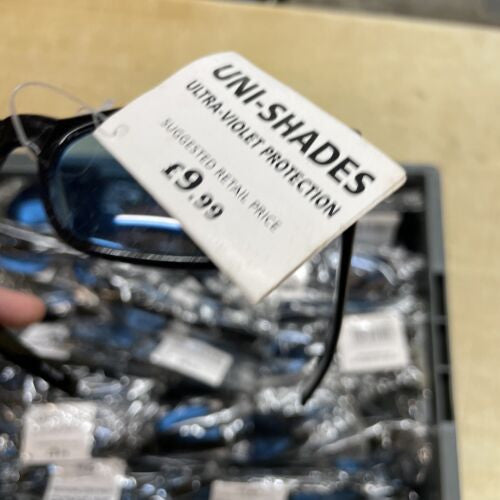 UNI-SHADES
ULTRA-VIOLET PROTECTION
SUGGESTED RETAIL PRICE
£9.99